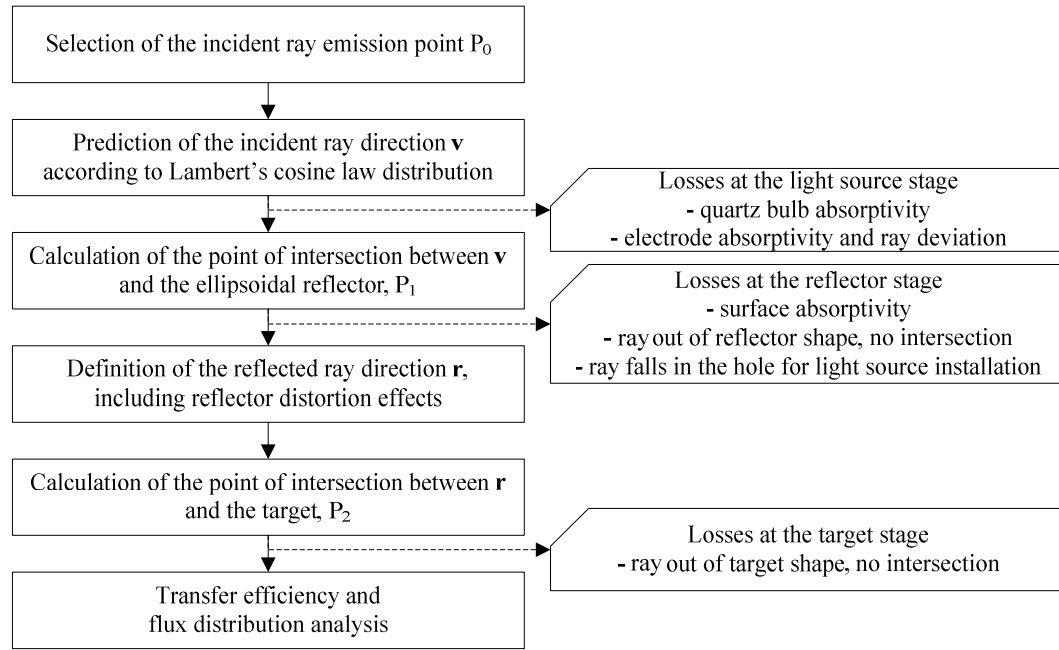 Selection of the incident ray emission point P₀
Prediction of the incident ray direction v
according to Lambert's cosine law distribution
Losses at the light source stage
- quartz bulb absorptivity
- electrode absorptivity and ray deviation
Calculation of the point of intersection between v
and the ellipsoidal reflector, P₁
Losses at the reflector stage
- surface absorptivity
- ray out of reflector shape, no intersection
- ray falls in the hole for light source installation
Definition of the reflected ray direction r,
including reflector distortion effects
Calculation of the point of intersection between r
and the target, P₂
Losses at the target stage
- ray out of target shape, no intersection
Transfer efficiency and
flux distribution analysis